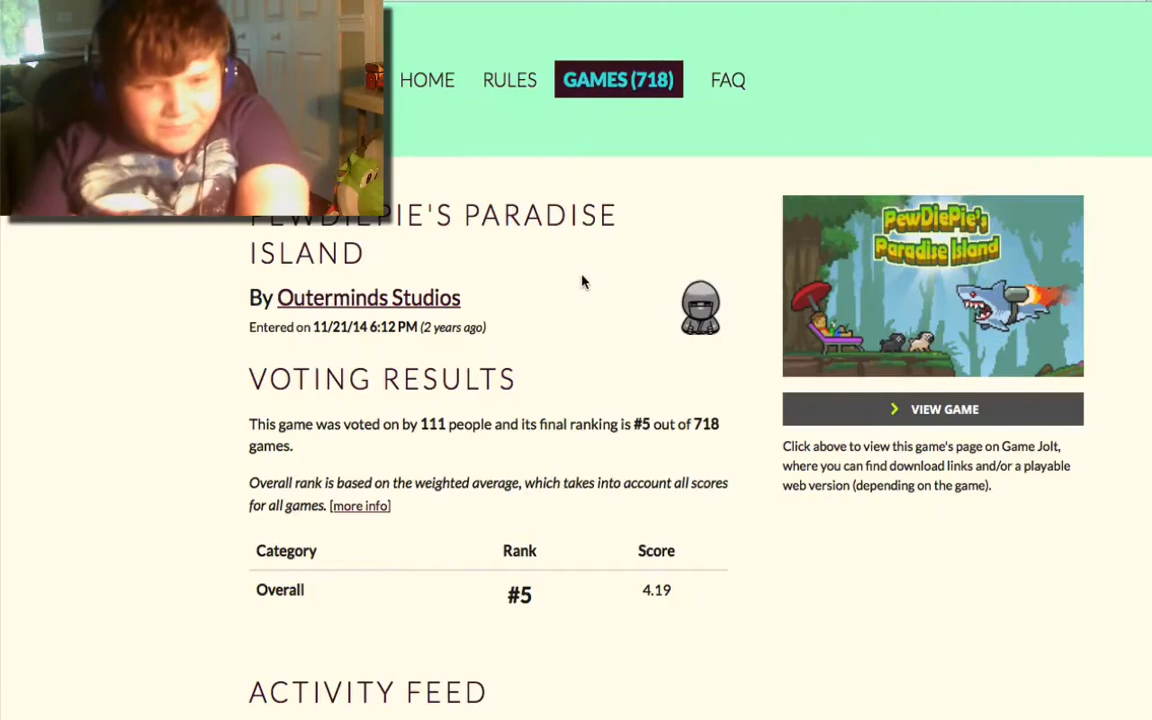 HOME RULES GAMES (718) FAQ
PEWDIEPIE'S PARADISE
ISLAND
By Outerminds Studios
Entered on 11/21/14 6:12 PM (2 years ago)
VOTING RESULTS
This game was voted on by 111 people and its final ranking is #5 out of 718
games.
Overall rank is based on the weighted average, which takes into account all scores
for all games. [more info]
Category Rank Score
Overall #5 4.19
ACTIVITY FEED
PewDiePie's
Paradise Island
VIEW GAME
Click above to view this game's page on Game Jolt,
where you can find download links and/or a playable
web version (depending on the game).